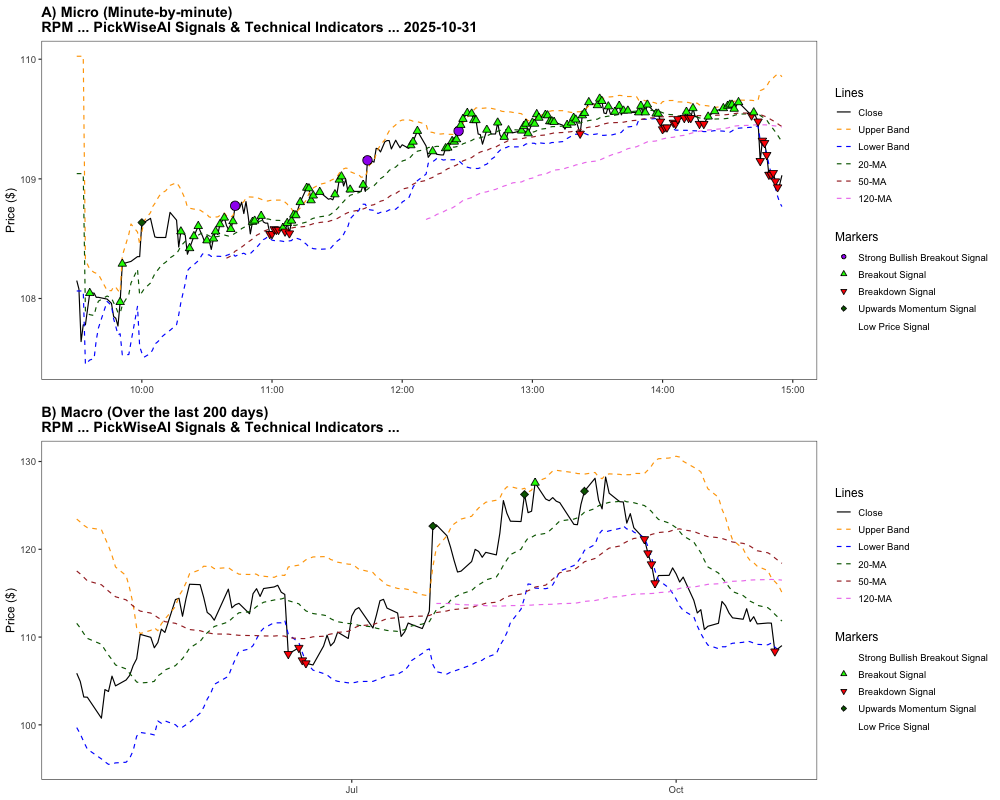 A) Micro (Minute-by-minute)
RPM ... PickWiseAI Signals & Technical Indicators ... 2025-10-31
Price ($)
110
109
108
10:00
11:00
12:00
13:00
14:00
15:00
Lines
Close
Upper Band
Lower Band
20-MA
50-MA
120-MA
Markers
Strong Bullish Breakout Signal
Breakout Signal
Breakdown Signal
Upwards Momentum Signal
Low Price Signal
B) Macro (Over the last 200 days)
RPM ... PickWiseAI Signals & Technical Indicators ...
Price ($)
130
120
110
100
Jul
Oct
Lines
Close
Upper Band
Lower Band
20-MA
50-MA
120-MA
Markers
Strong Bullish Breakout Signal
Breakout Signal
Breakdown Signal
Upwards Momentum Signal
Low Price Signal